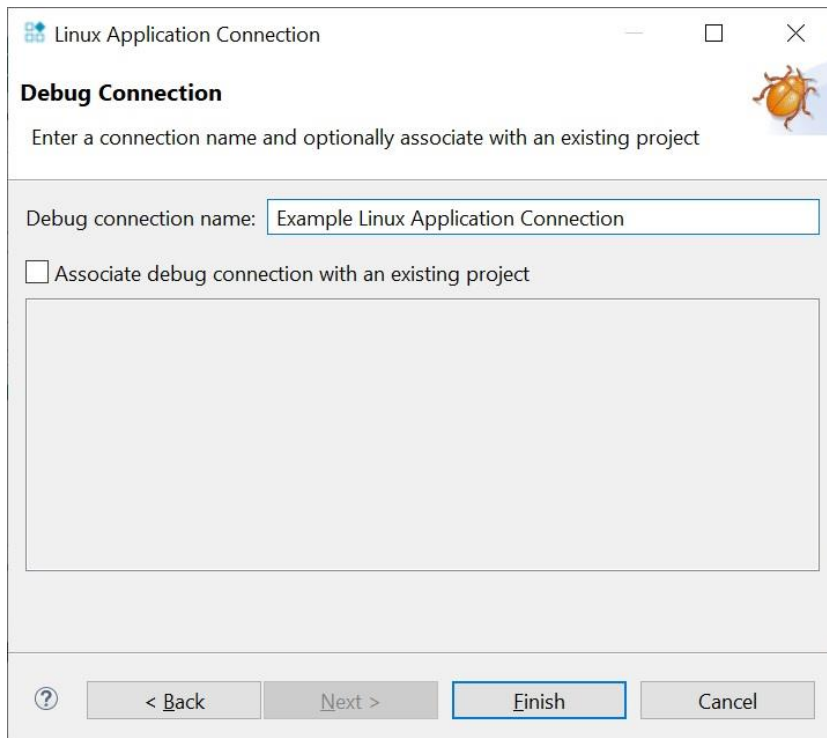 Linux Application Connection
Debug Connection
Enter a connection name and optionally associate with an existing project
Debug connection name: Example Linux Application Connection
Associate debug connection with an existing project
? < Back Next > Finish Cancel